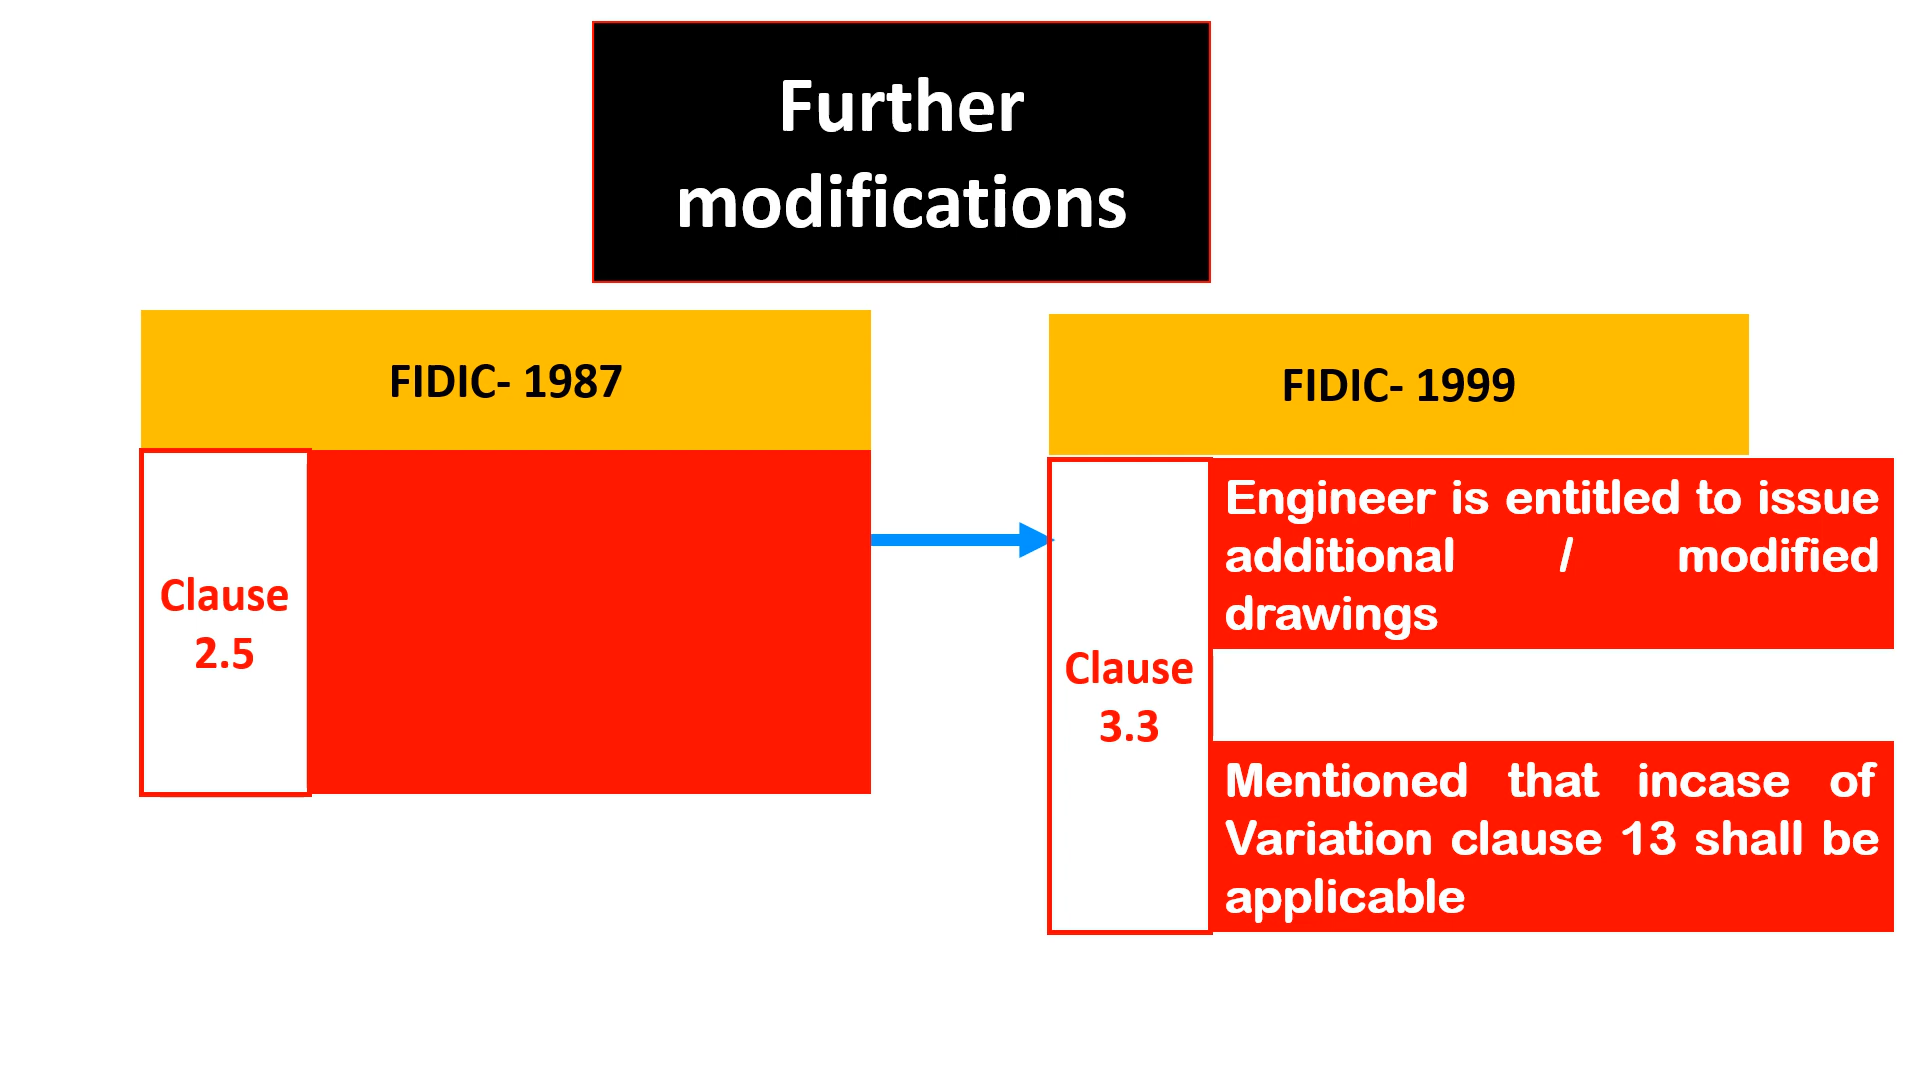 Further
modifications
FIDIC- 1987
Clause
2.5
FIDIC- 1999
Clause
3.3
Engineer is entitled to issue
additional / modified
drawings
Mentioned that incase of
Variation clause 13 shall be
applicable